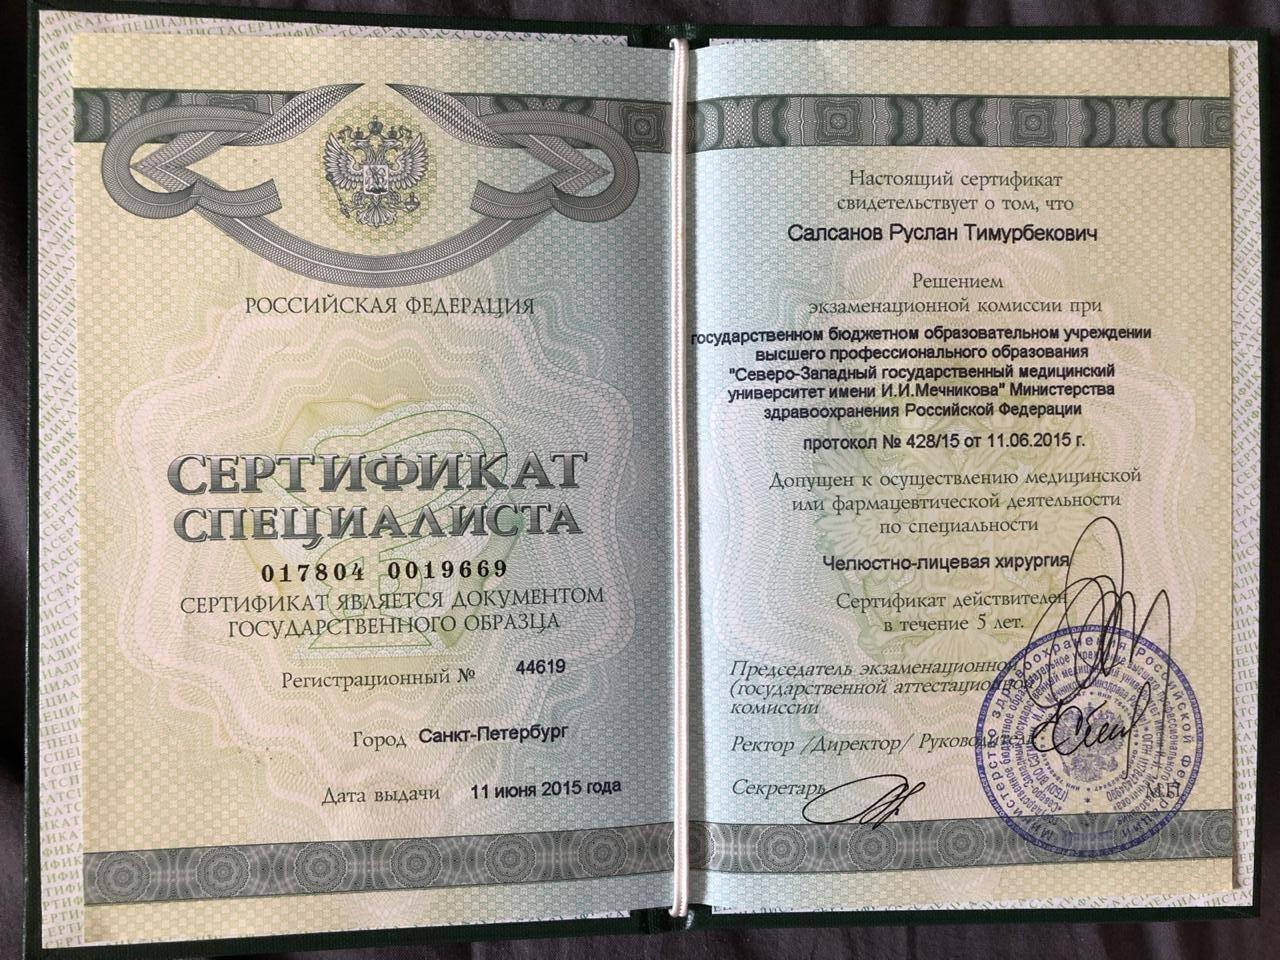 РОССИЙСКАЯ ФЕДЕРАЦИЯ
СЕРТИФИКАТ
СПЕЦИАЛИСТА
017804 0019669
СЕРТИФИКАТ ЯВЛЯЕТСЯ ДОКУМЕНТОМ
ГОСУДАРСТВЕННОГО ОБРАЗЦА
Регистрационный № 44619
Город Санкт-Петербург
Дата выдачи 11 июня 2015 года
Настоящий сертификат
свидетельствует о том, что
Салсанов Руслан Тимурбекович
Решением
экзаменационной комиссии при
государственном бюджетном образовательном учреждении
высшего профессионального образования
"Северо-Западный государственный медицинский
университет имени И.И.Мечникова" Министерства
здравоохранения Российской Федерации
протокол № 428/15 от 11.06.2015 г.
Допущен к осуществлению медицинской
или фармацевтической деятельности
по специальности
Челюстно-лицевая хирургия
Сертификат действителен
в течение 5 лет.
Председатель экзаменационной
(государственной аттестационной
комиссии
Ректор /Директор/ Руководитель
Секретарь
М.П.